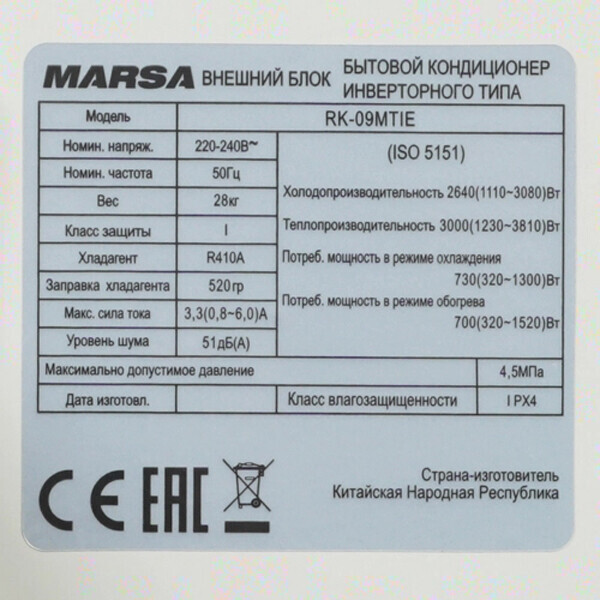 MARSA ВНЕШНИЙ БЛОК БЫТОВОЙ КОНДИЦИОНЕР
ИНВЕРТОРНОГО ТИПА
Модель RK-09MTIE
Номин. напряж. 220-240В~
Номин. частота 50Гц
Вес 28кг
Класс защиты I
Хладагент R410A
Заправка хладагента 520гр
Макс. сила тока 3,3(0,8~6,0)А
Уровень шума 51дБ(А)
(ISO 5151)
Холодопроизводительность 2640(1110~3080)Вт
Теплопроизводительность 3000(1230~3810)Вт
Потреб. мощность в режиме охлаждения
730(320~1300)Вт
Потреб. мощность в режиме обогрева
700(320~1520)Вт
Максимально допустимое давление 4,5МПа
Дата изготовл. Класс влагозащищенности I PX4
CE EAC
Страна-изготовитель
Китайская Народная Республика